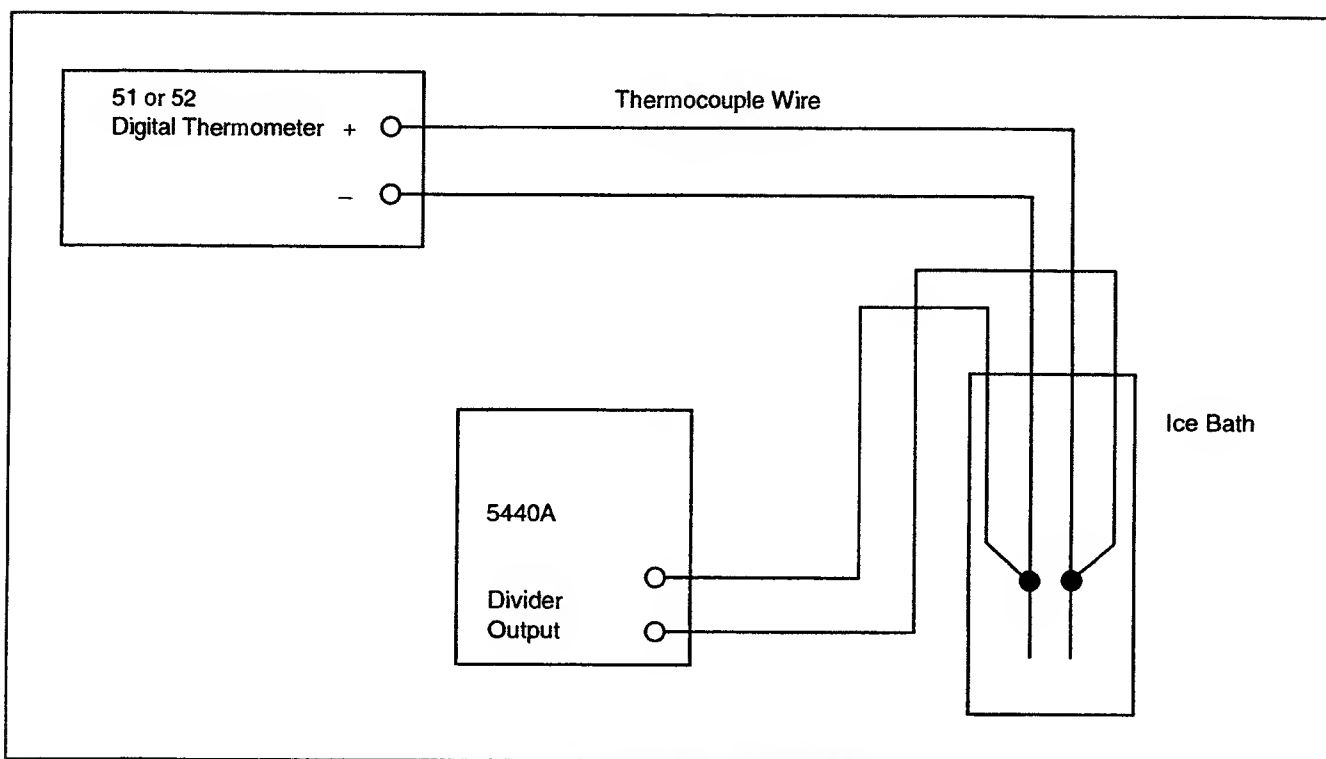 51 or 52
Digital Thermometer +
–
Thermocouple Wire
Ice Bath
5440A
Divider
Output